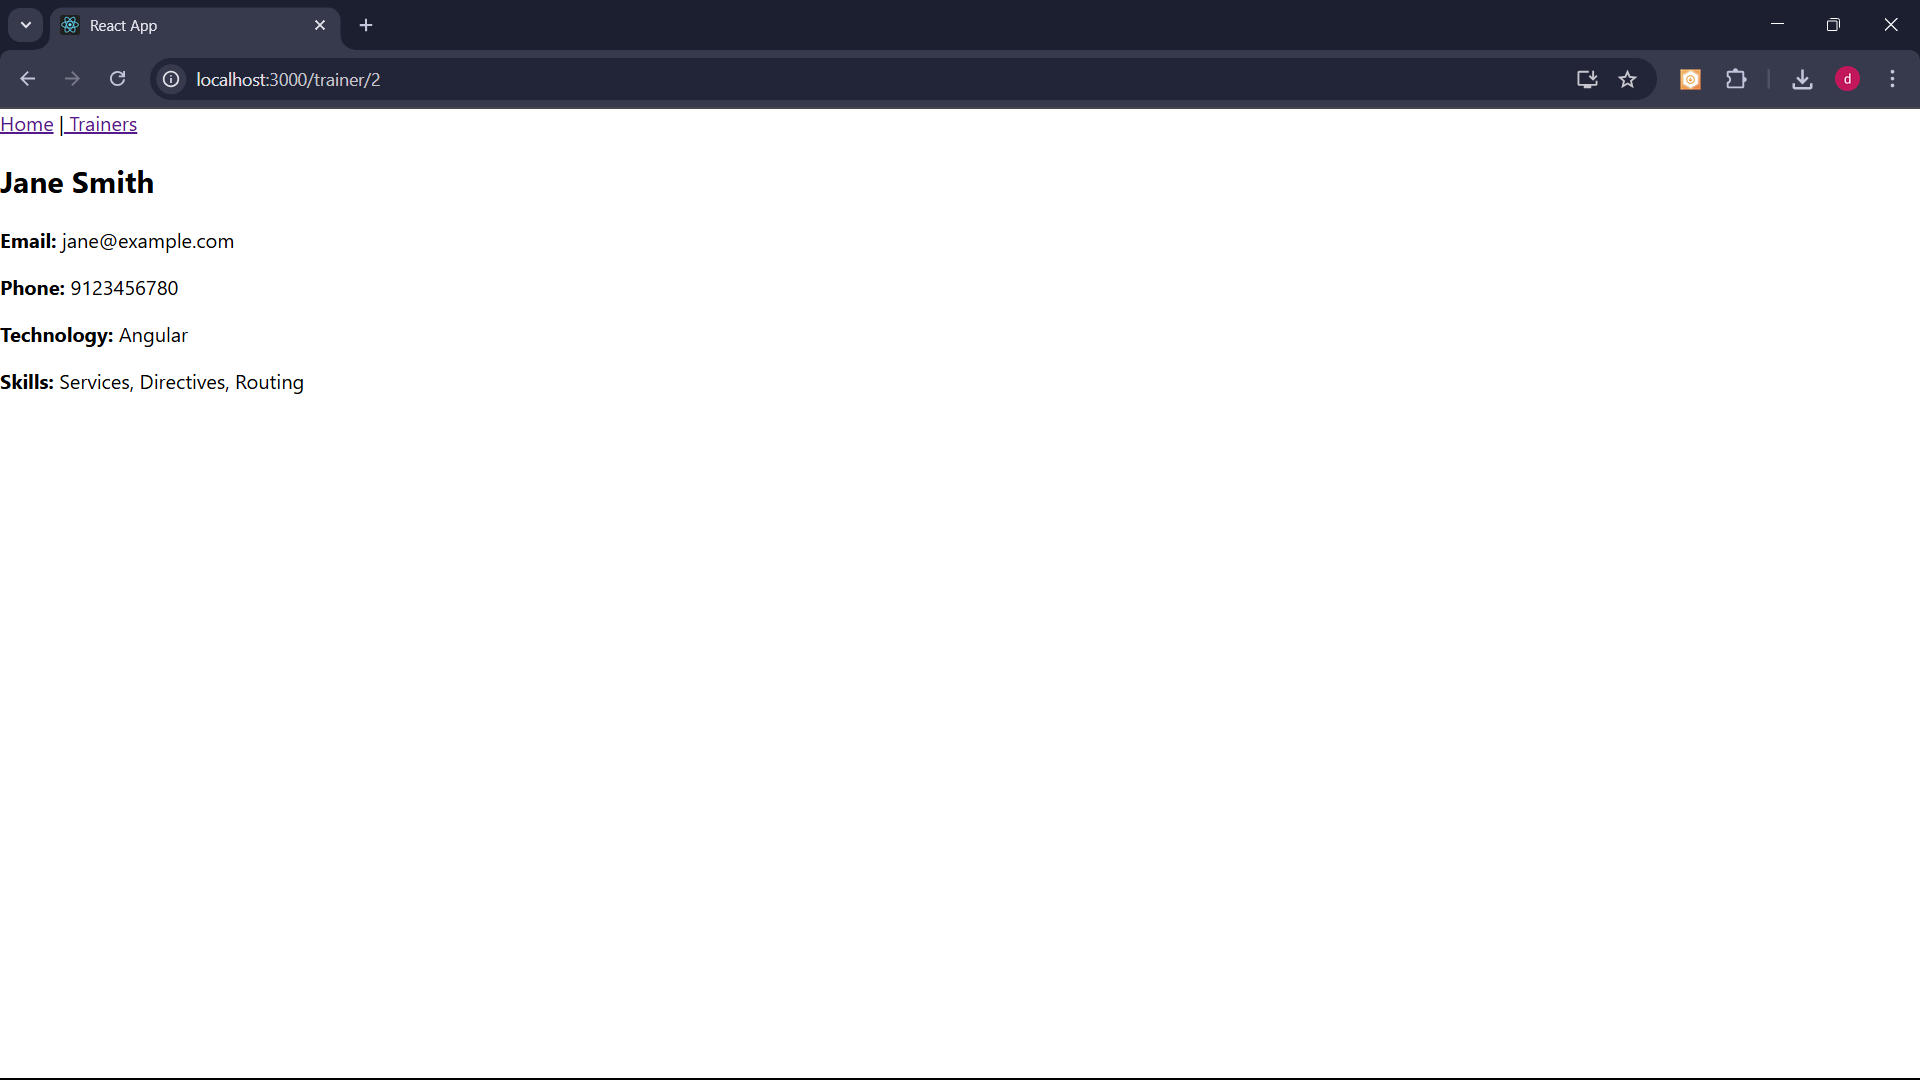 React App
localhost:3000/trainer/2
d
Home | Trainers
Jane Smith
Email: jane@example.com
Phone: 9123456780
Technology: Angular
Skills: Services, Directives, Routing